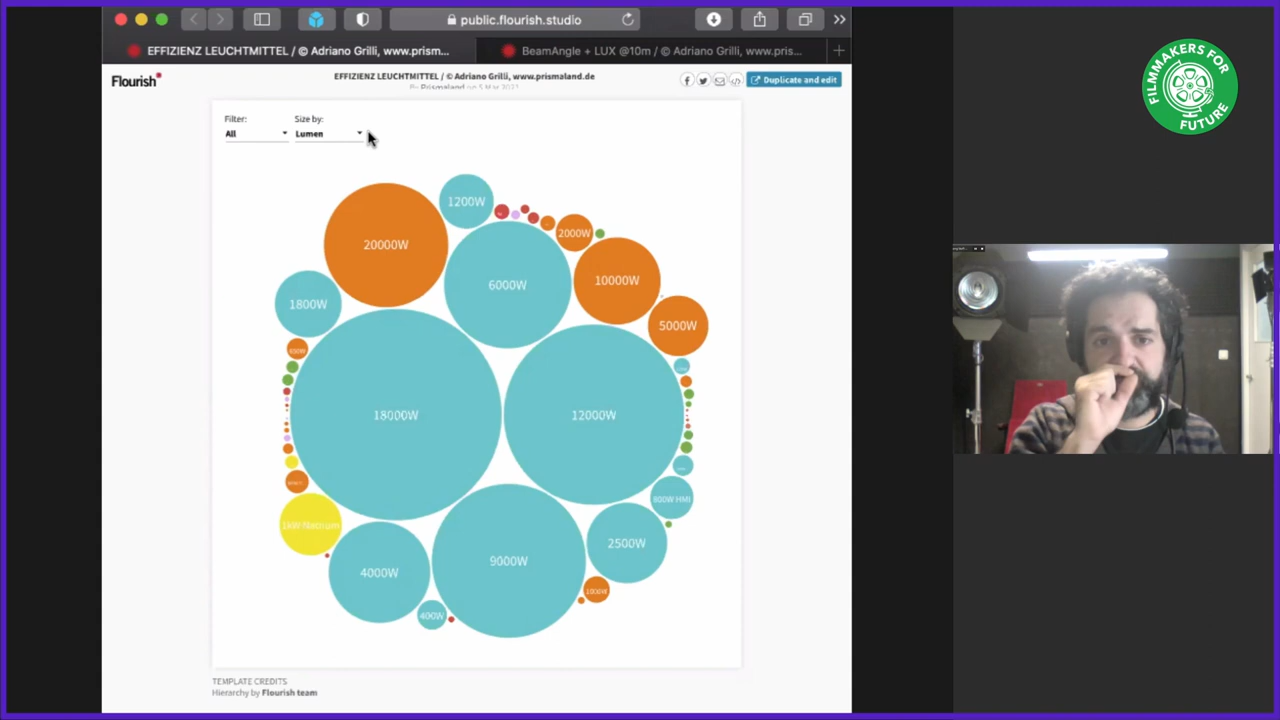 public.flourish.studio
EFFIZIENZ LEUCHTMITTEL / © Adriano Grilli, www.prism...
BeamAngle + LUX @10m / © Adriano Grilli, www.pris...
Flourish
EFFIZIENZ LEUCHTMITTEL / © Adriano Grilli, www.prismaland.de
Duplicate and edit
FILMMAKERS FOR
FUTURE
Filter:
Size by:
All
Lumen
1200W
20000W
2000W
6000W
10000W
1800W
5000W
18000W
12000W
800W HMI
1kW Natrium
2500W
9000W
4000W
1000W
400W
TEMPLATE CREDITS
Hierarchy by Flourish team